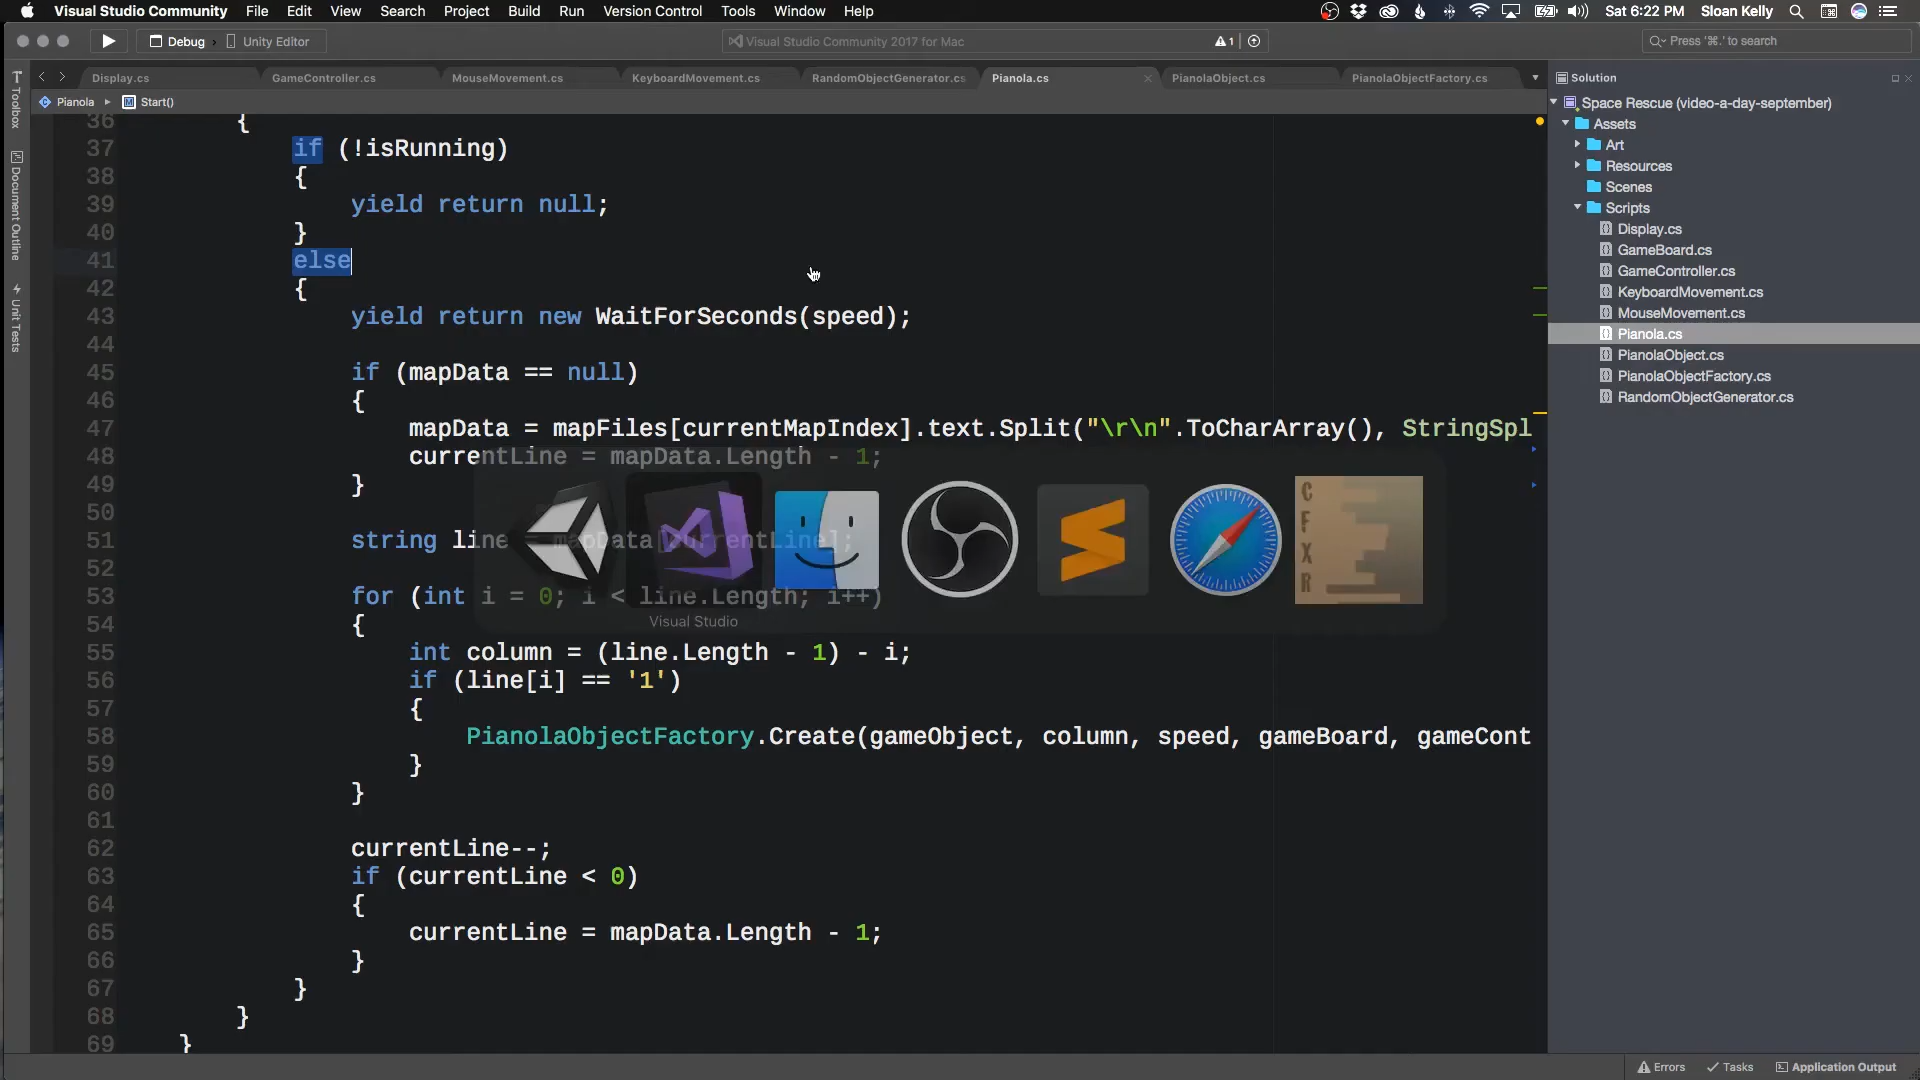 Visual Studio Community File Edit View Search Project Build Run Version Control Tools Window Help Sat 6:22 PM Sloan Kelly
Debug Unity Editor Visual Studio Community 2017 for Mac 1 Press '⌘.' to search
Display.cs GameController.cs MouseMovement.cs KeyboardMovement.cs RandomObjectGenerator.cs Pianola.cs PianolaObject.cs PianolaObjectFactory.cs
Pianola Start()
Toolbox
Document Outline
Unit Tests
36 {
37 if (!isRunning)
38 {
39 yield return null;
40 }
41 else
42 {
43 yield return new WaitForSeconds(speed);
44
45 if (mapData == null)
46 {
47 mapData = mapFiles[currentMapIndex].text.Split("\r\n".ToCharArray(), StringSpl
48 currentLine = mapData.Length - 1;
49 }
50
51 string line = mapData[currentLine];
52
53 for (int i = 0; i < line.Length; i++)
54 {
55 int column = (line.Length - 1) - i;
56 if (line[i] == '1')
57 {
58 PianolaObjectFactory.Create(gameObject, column, speed, gameBoard, gameCont
59 }
60 }
61
62 currentLine--;
63 if (currentLine < 0)
64 {
65 currentLine = mapData.Length - 1;
66 }
67 }
68 }
69 }
Visual Studio
C
F
X
R
Solution
Space Rescue (video-a-day-september)
Assets
Art
Resources
Scenes
Scripts
Display.cs
GameBoard.cs
GameController.cs
KeyboardMovement.cs
MouseMovement.cs
Pianola.cs
PianolaObject.cs
PianolaObjectFactory.cs
RandomObjectGenerator.cs
Errors Tasks Application Output